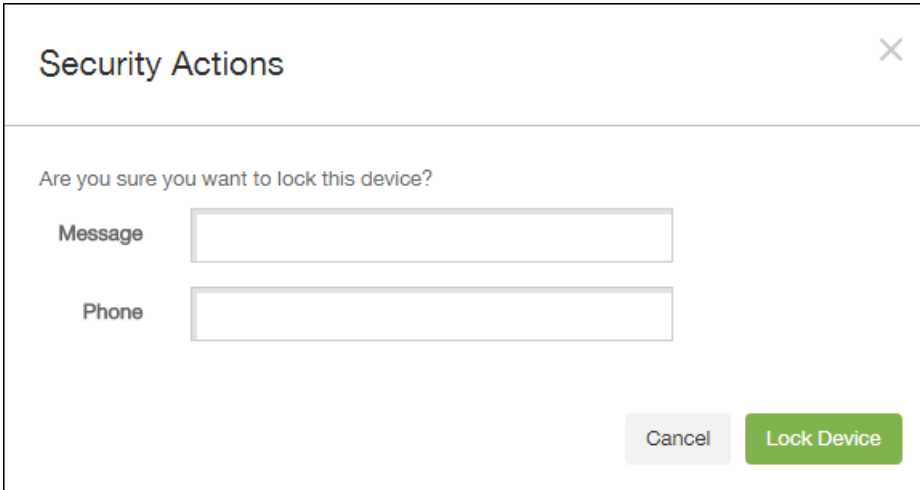 Security Actions
Are you sure you want to lock this device?
Message
Phone
Cancel
Lock Device